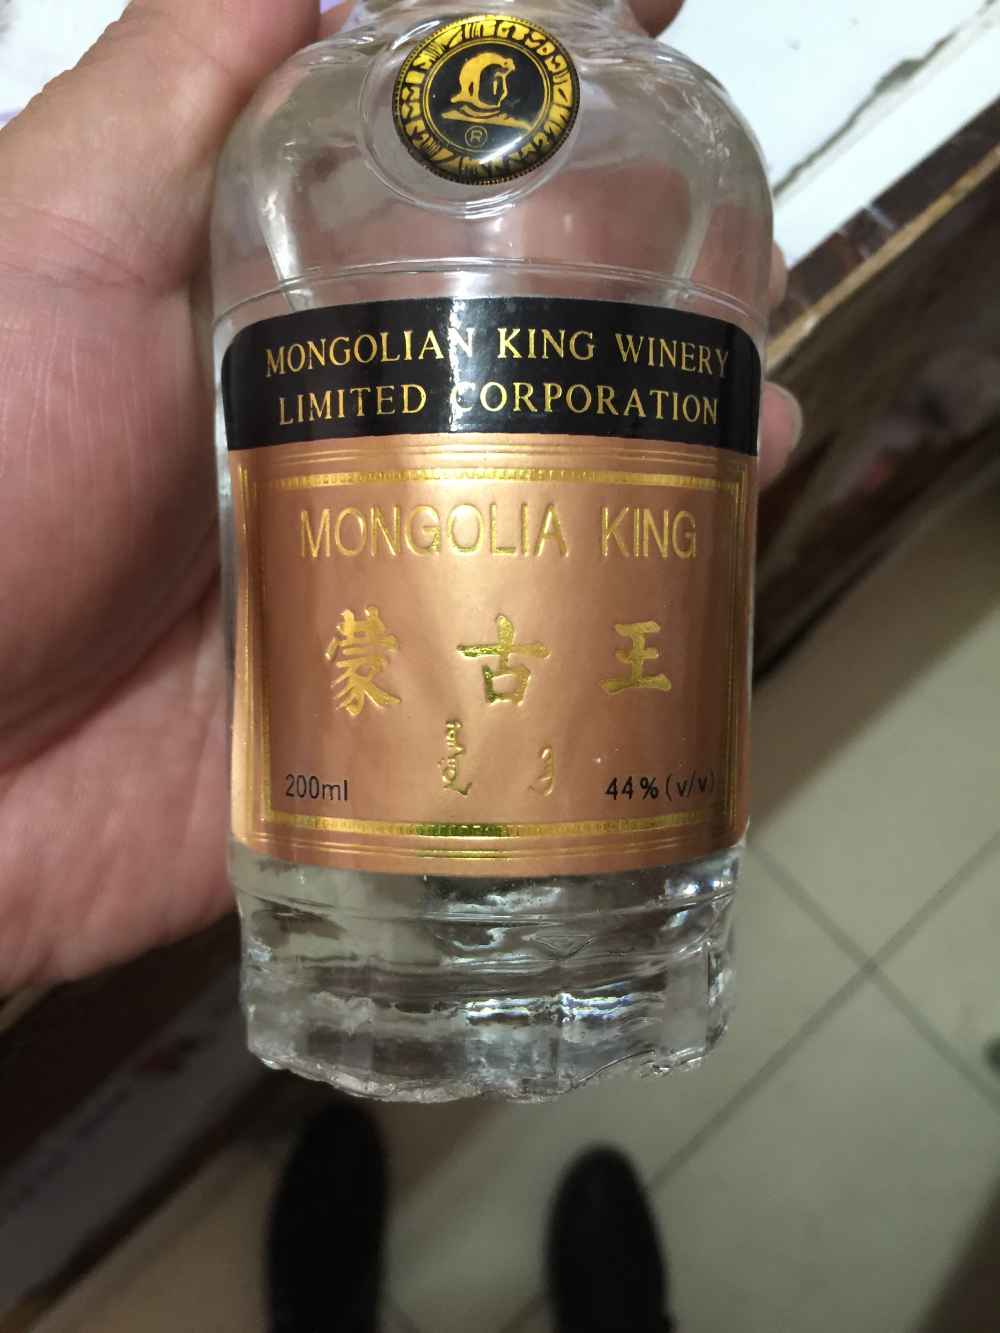 ®
MONGOLIAN KING WINERY
LIMITED CORPORATION
MONGOLIA KING
蒙古王
200ml 44%(v/v)